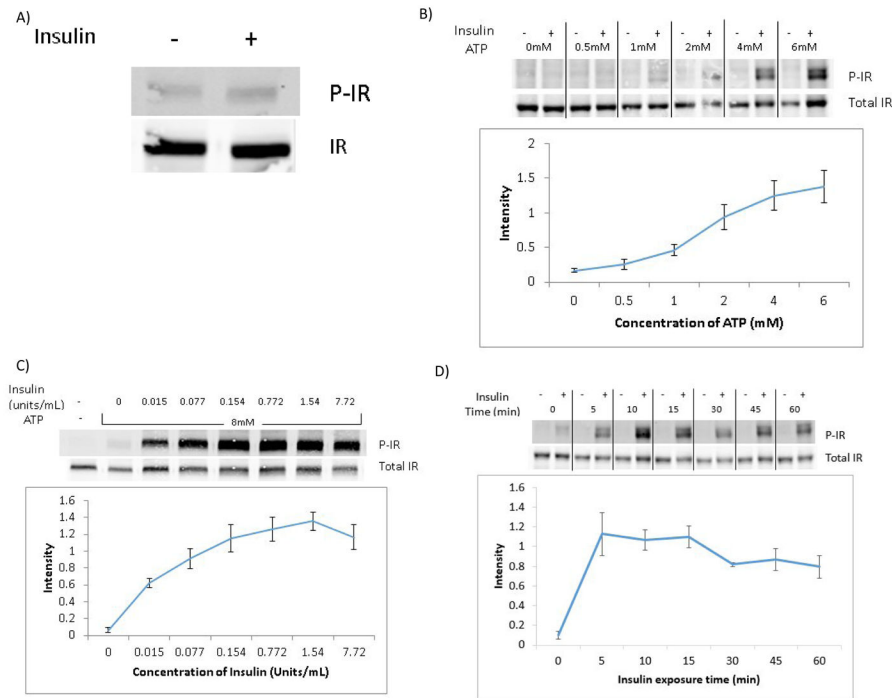 A)
Insulin - +
P-IR
IR
B)
Insulin - + - + - + - + - + - +
ATP 0mM 0.5mM 1mM 2mM 4mM 6mM
P-IR
Total IR
2
1.5
1
0.5
0
Intensity
0 0.5 1 2 4 6
Concentration of ATP (mM)
C)
Insulin
(units/mL) - 0 0.015 0.077 0.154 0.772 1.54 7.72
ATP - 8mM
P-IR
Total IR
1.6
1.4
1.2
1
0.8
0.6
0.4
0.2
0
Intensity
0 0.015 0.077 0.154 0.772 1.54 7.72
Concentration of Insulin (Units/mL)
D)
Insulin - + - + - + - + - + - + - +
Time (min) 0 5 10 15 30 45 60
P-IR
Total IR
1.6
1.4
1.2
1
0.8
0.6
0.4
0.2
0
Intensity
0 5 10 15 30 45 60
Insulin exposure time (min)